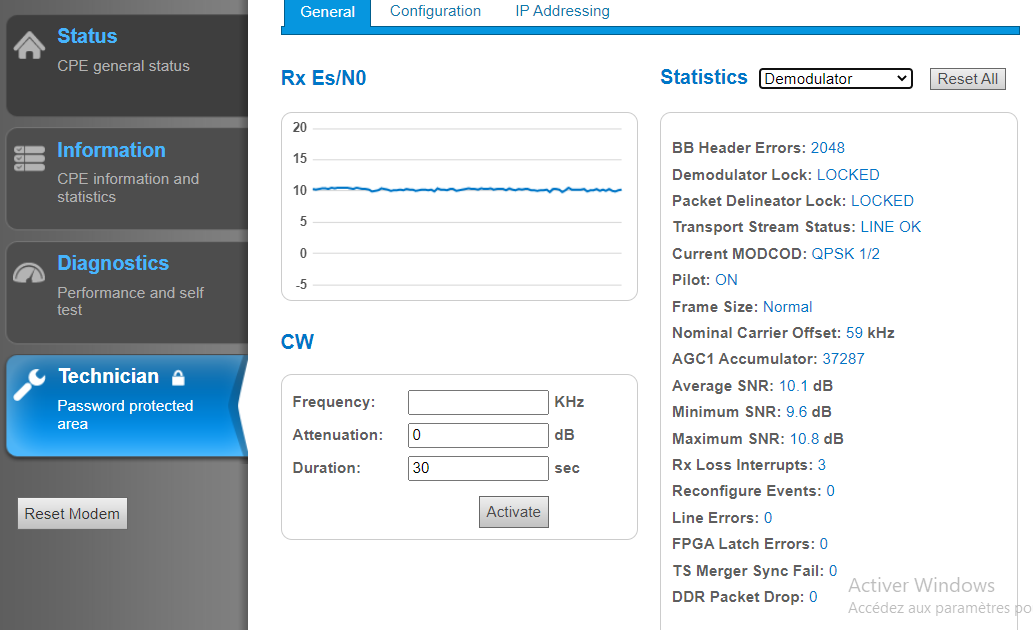 Status
CPE general status
Information
CPE information and
statistics
Diagnostics
Performance and self
test
Technician
Password protected
area
Reset Modem
General Configuration IP Addressing
Rx Es/N0
20
15
10
5
0
-5
CW
Frequency: KHz
Attenuation: 0 dB
Duration: 30 sec
Activate
Statistics Demodulator Reset All
BB Header Errors: 2048
Demodulator Lock: LOCKED
Packet Delineator Lock: LOCKED
Transport Stream Status: LINE OK
Current MODCOD: QPSK 1/2
Pilot: ON
Frame Size: Normal
Nominal Carrier Offset: 59 kHz
AGC1 Accumulator: 37287
Average SNR: 10.1 dB
Minimum SNR: 9.6 dB
Maximum SNR: 10.8 dB
Rx Loss Interrupts: 3
Reconfigure Events: 0
Line Errors: 0
FPGA Latch Errors: 0
TS Merger Sync Fail: 0
DDR Packet Drop: 0
Activer Windows
Accédez aux paramètres po